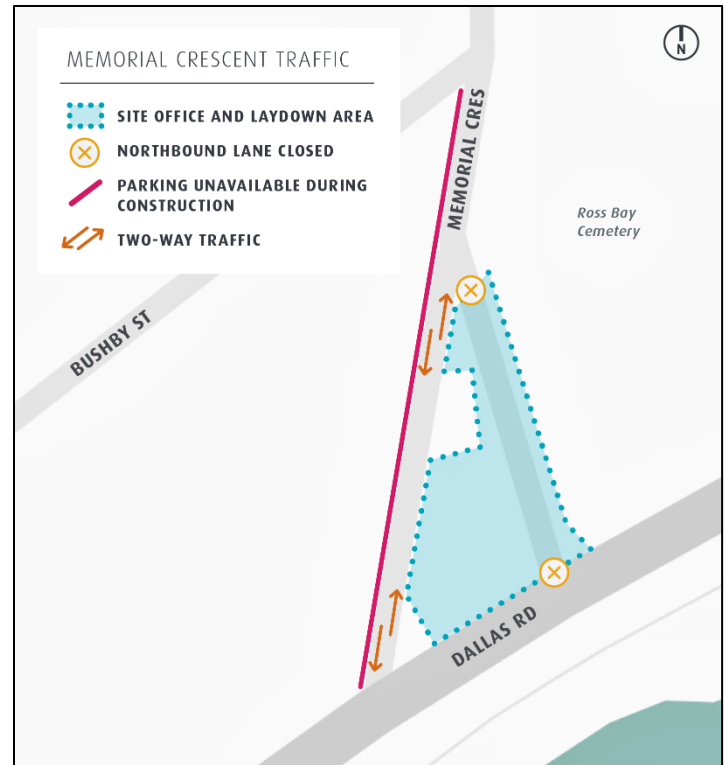 MEMORIAL CRESCENT TRAFFIC
SITE OFFICE AND LAYDOWN AREA
NORTHBOUND LANE CLOSED
PARKING UNAVAILABLE DURING
CONSTRUCTION
TWO-WAY TRAFFIC
N
MEMORIAL CRES
Ross Bay
Cemetery
BUSHBY ST
DALLAS RD